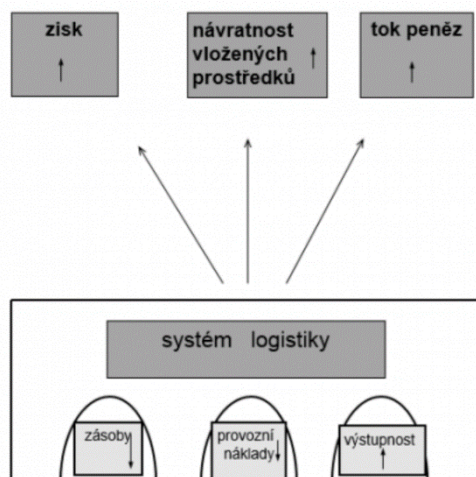 zisk
návratnost
vložených
prostředků
tok peněz
systém logistiky
zásoby
provozní
náklady
výstupnost